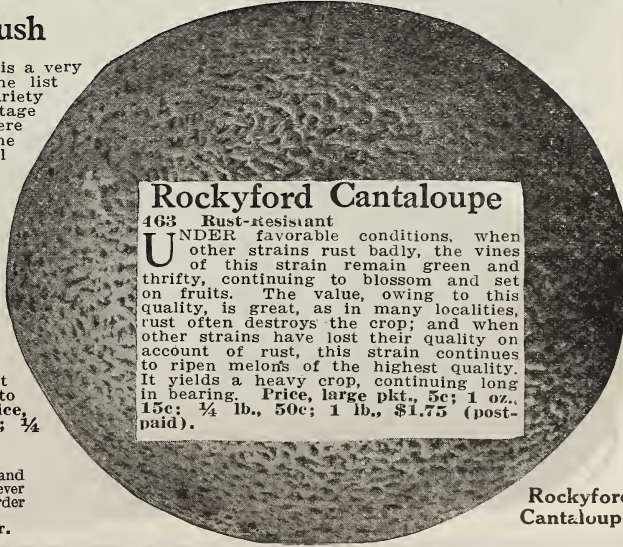 ush
is a very
list
riety
tage
ere
l
Rockyford Cantaloupe
463 Rust-Resistant
UNDER favorable conditions, when
other strains rust badly, the vines
of this strain remain green and
thrifty, continuing to blossom and set
on fruits. The value, owing to this
quality, is great, as in many localities,
rust often destroys the crop; and when
other strains have lost their quality on
account of rust, this strain continues
to ripen melons of the highest quality.
It yields a heavy crop, continuing long
in bearing. Price, large pkt., 5c; 1 oz.,
15c; ¼ lb., 50c; 1 lb., $1.75 (post-
paid).
t
to
ice,
; ¼
and
ever
rder
r.
Rockyford
Cantaloup